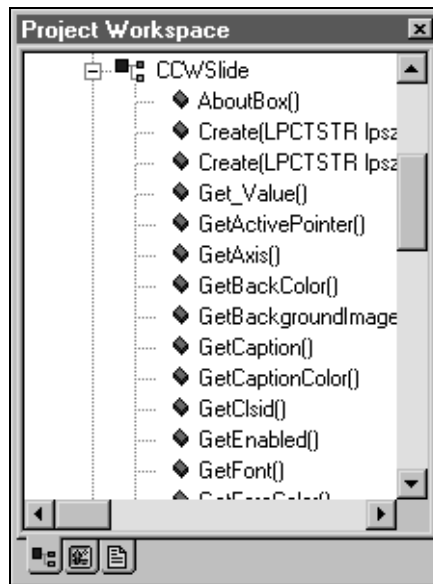 Project Workspace
CCWSlide
AboutBox()
Create(LPCTSTR lpsz
Create(LPCTSTR lpsz
Get_Value()
GetActivePointer()
GetAxis()
GetBackColor()
GetBackgroundImage
GetCaption()
GetCaptionColor()
GetClsid()
GetEnabled()
GetFont()